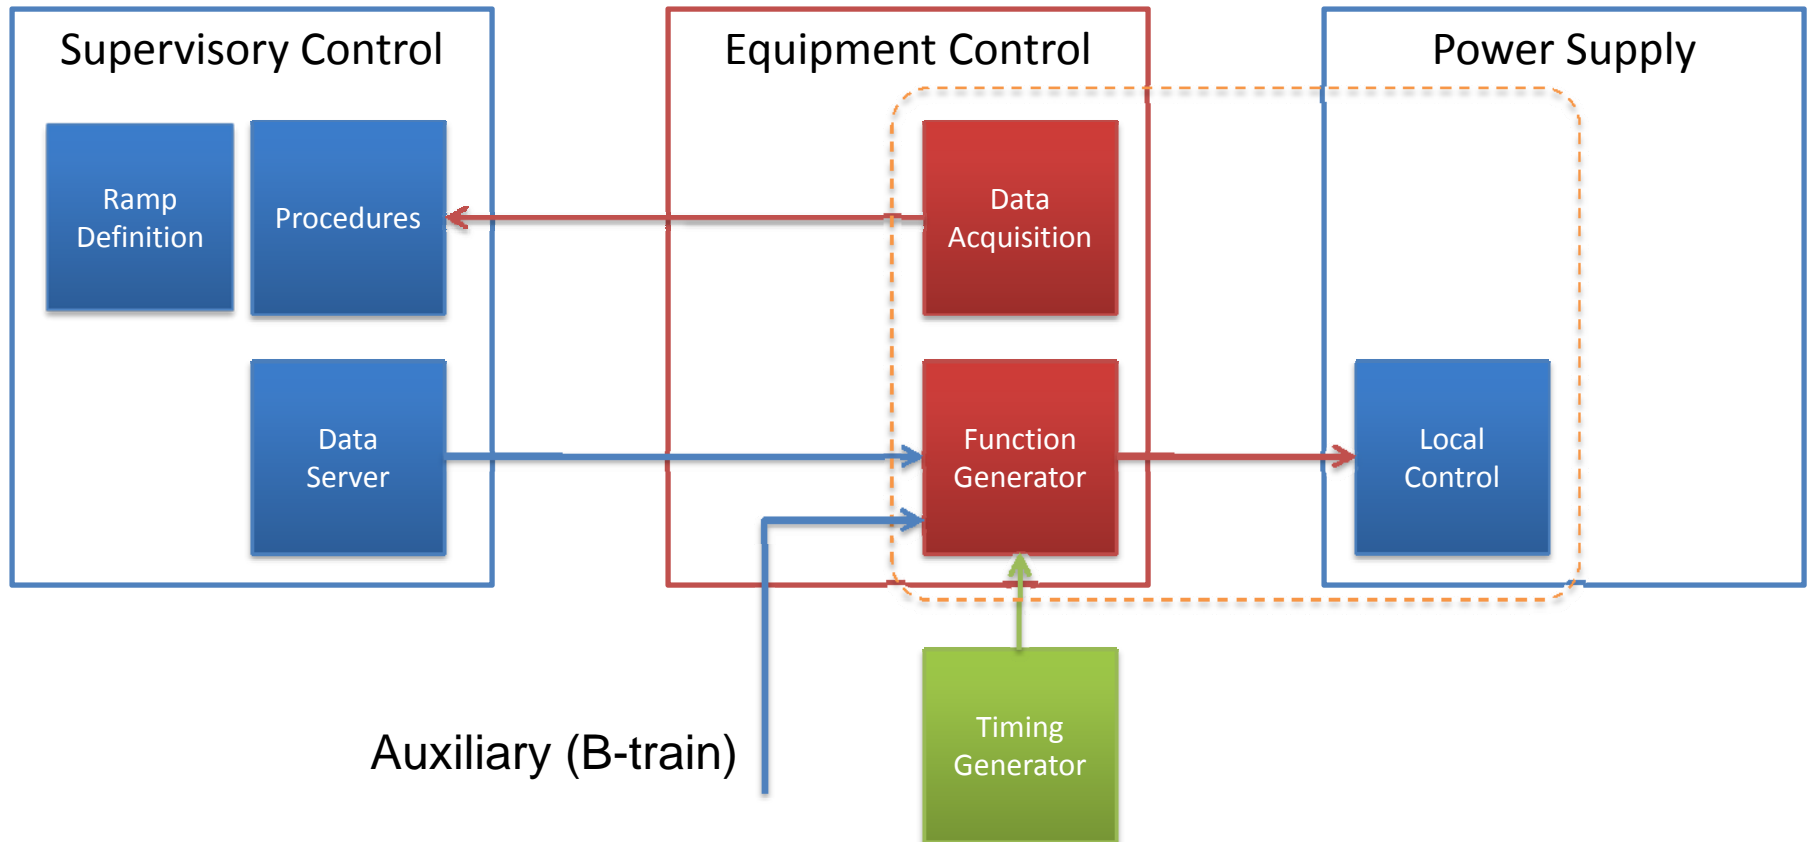 Supervisory Control
Equipment Control
Power Supply
Ramp
Definition
Procedures
Data
Acquisition
Data
Server
Function
Generator
Local
Control
Auxiliary (B-train)
Timing
Generator